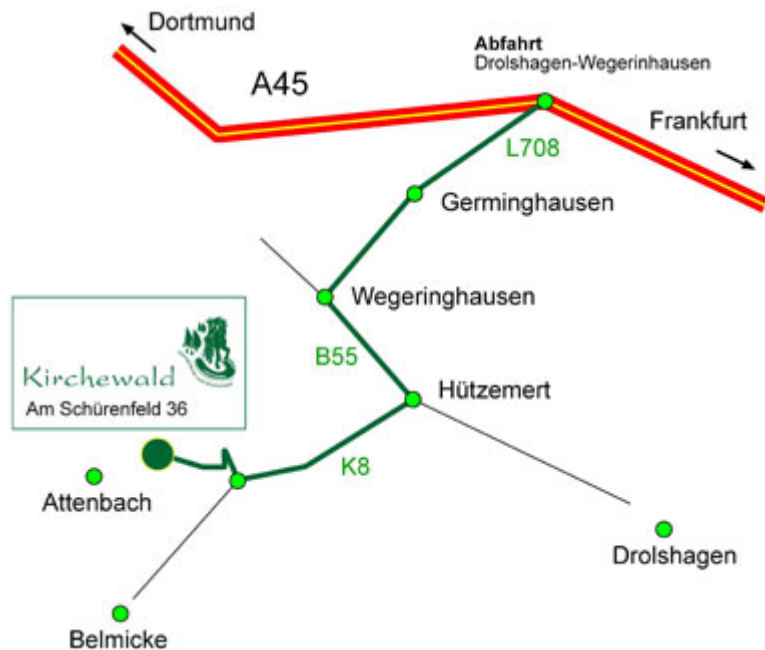 Dortmund
Abfahrt
Drolshagen-Wegerinhausen
A45
Frankfurt
L708
Germinghausen
Wegeringhausen
B55
Kirchewald
Am Schürenfeld 36
Hützemert
K8
Attenbach
Drolshagen
Belmicke